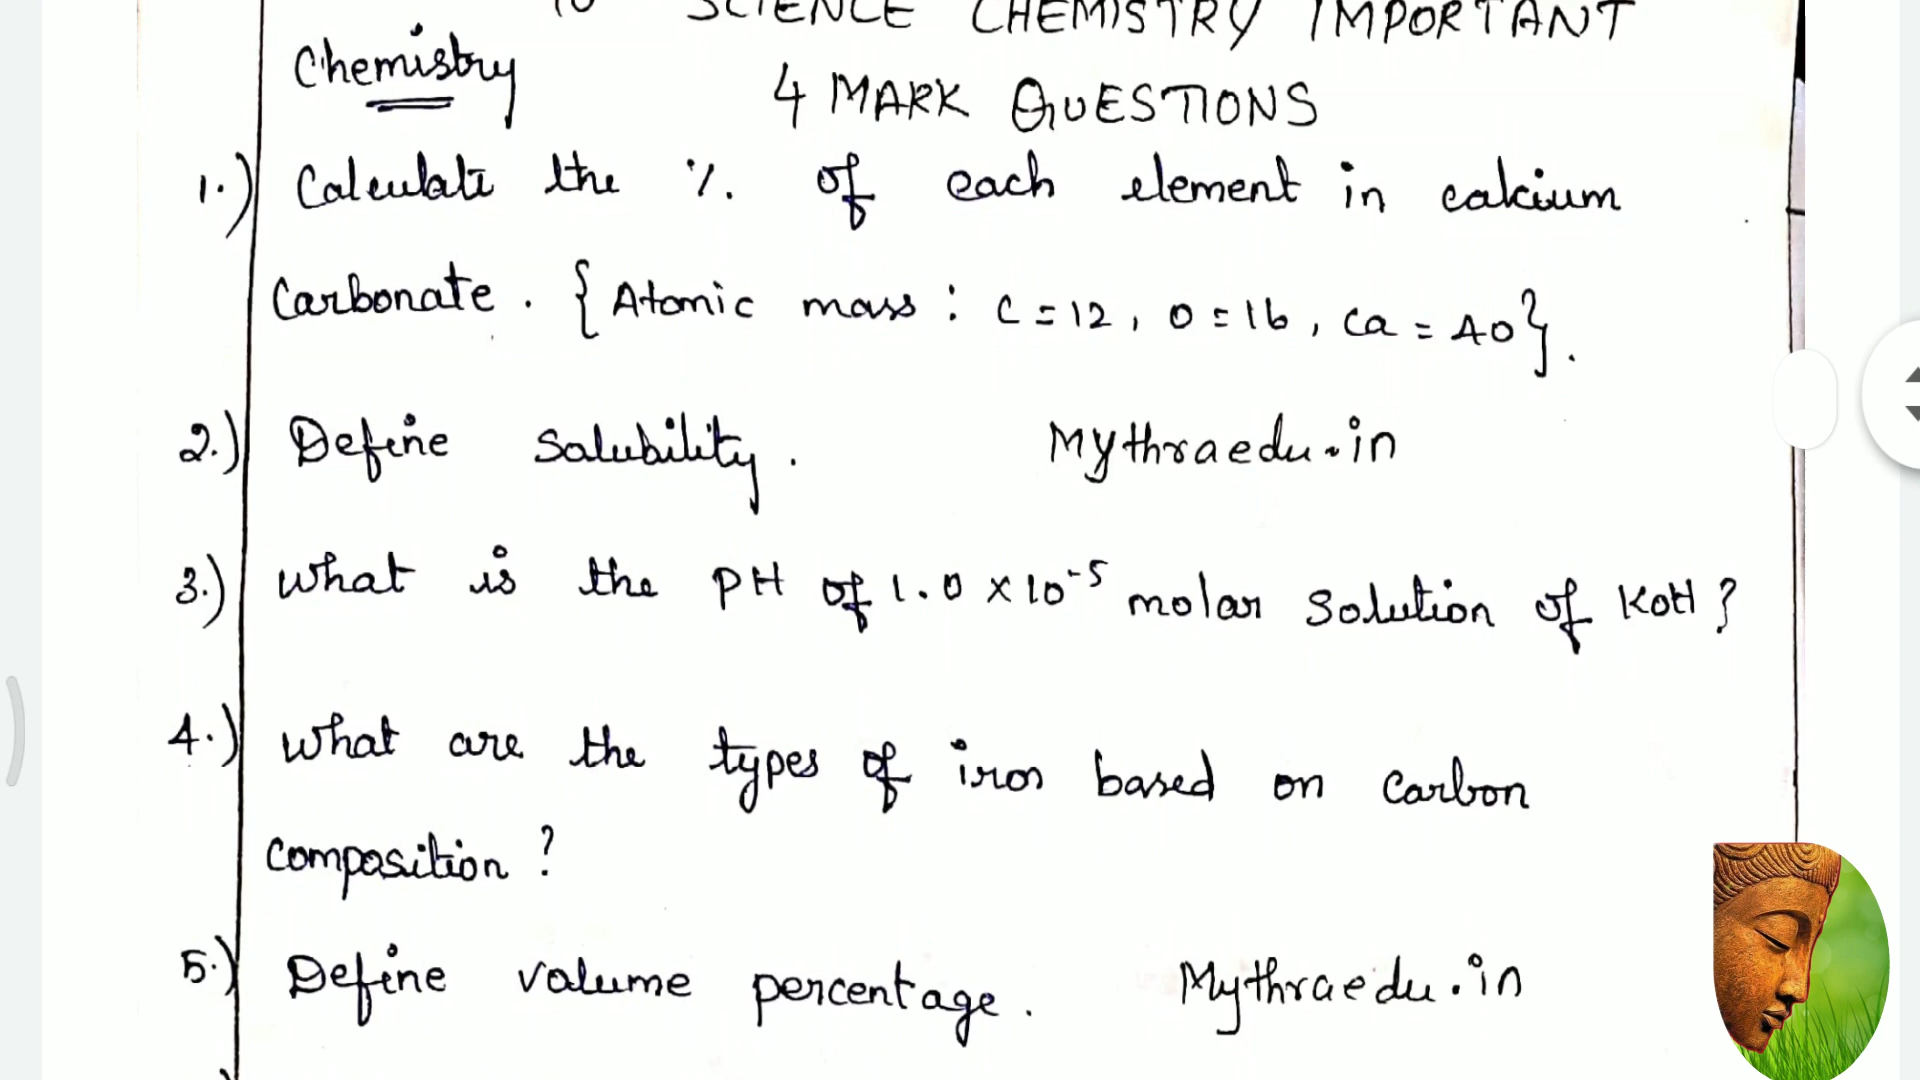 10 SCIENCE CHEMISTRY IMPORTANT
Chemistry 4 MARK QUESTIONS
1.) Calculate the %. of each element in calcium
Carbonate. {Atomic mass: C=12, O=16, Ca=40}.
2.) Define Solubility. Mythraedu.in
3.) What is the PH of 1.0 x 10⁻⁵ molar Solution of KOH?
4.) What are the types of iron based on Carbon
Composition?
5.) Define volume percentage. Mythraedu.in